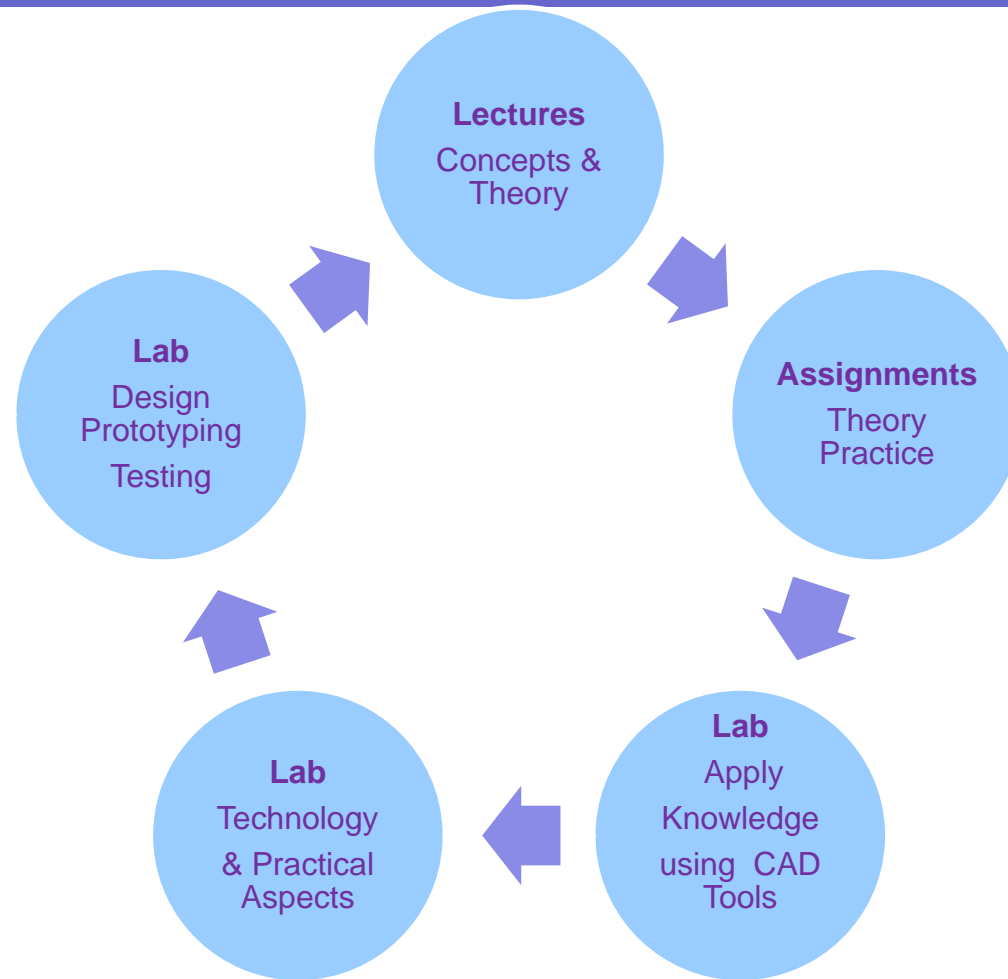 Lectures
Concepts &
Theory
Assignments
Theory
Practice
Lab
Apply
Knowledge
using CAD
Tools
Lab
Technology
& Practical
Aspects
Lab
Design
Prototyping
Testing